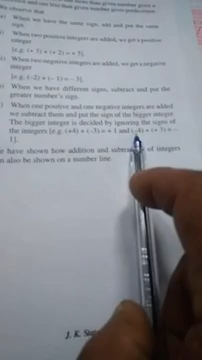 When we have the same sign, add and put the same
sign.
When two positive integers are added, we get a positive
integer
[e.g. (+ 3) + (+ 2) = + 5].
When two negative integers are added, we get a negative
integer
[e.g. (-2) + (- 1) = - 3].
When we have different signs, subtract and put the
greater number's sign.
When one positive and one negative integers are added
we subtract them and put the sign of the bigger integer.
The bigger integer is decided by ignoring the signs of
the integers [e.g. (+4) + (-3) = + 1 and (-4) + (+ 3) = -
1].
have shown how addition and of integers
also be shown on a number line
J. K.